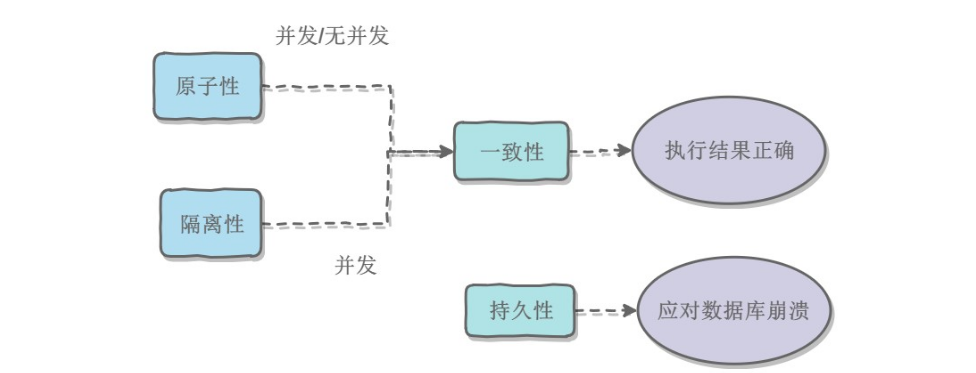 并发/无并发
原子性
一致性
执行结果正确
隔离性
并发
持久性
应对数据库崩溃